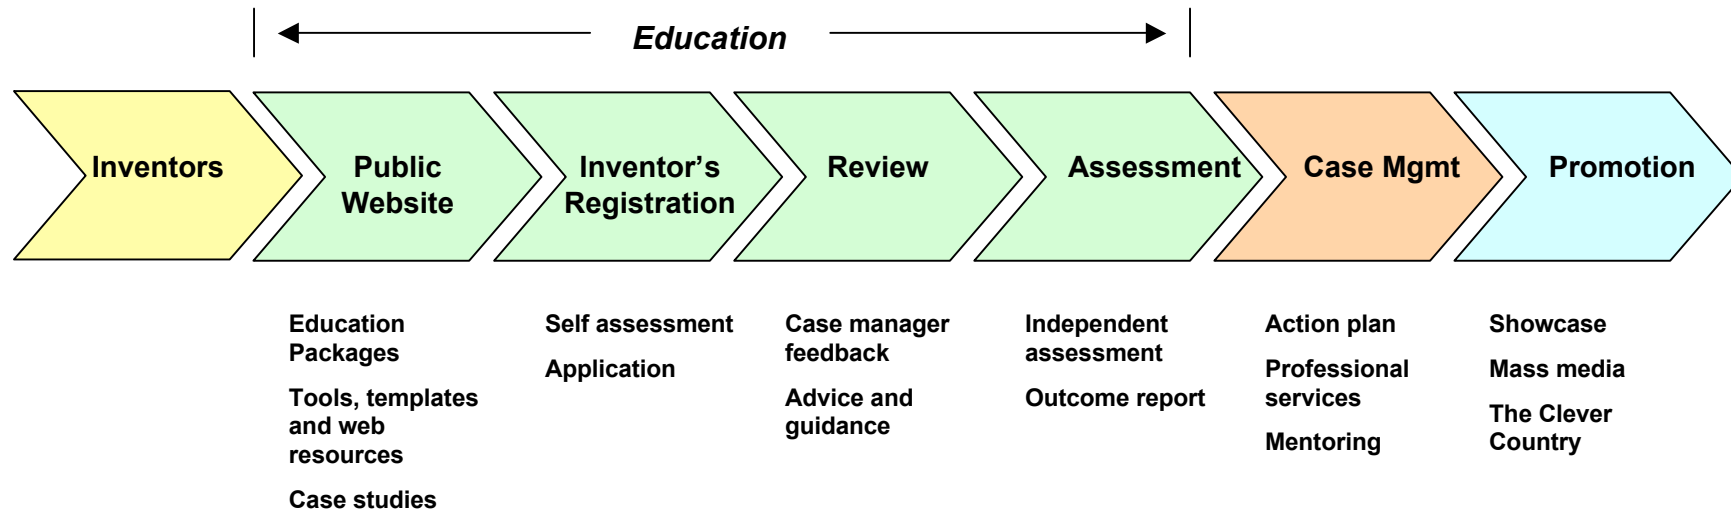 Education
Inventors
Public
Website
Inventor’s
Registration
Review
Assessment
Case Mgmt
Promotion
Education
Packages
Tools, templates
and web
resources
Case studies
Self assessment
Application
Case manager
feedback
Advice and
guidance
Independent
assessment
Outcome report
Action plan
Professional
services
Mentoring
Showcase
Mass media
The Clever
Country